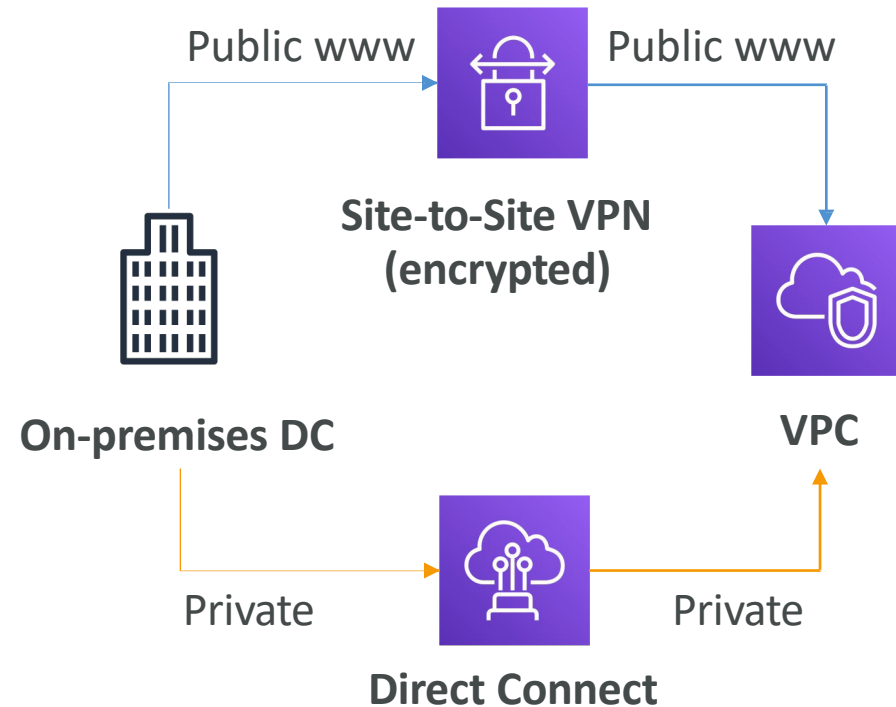 Public www
Public www
Site-to-Site VPN
(encrypted)
On-premises DC
VPC
Private
Private
Direct Connect